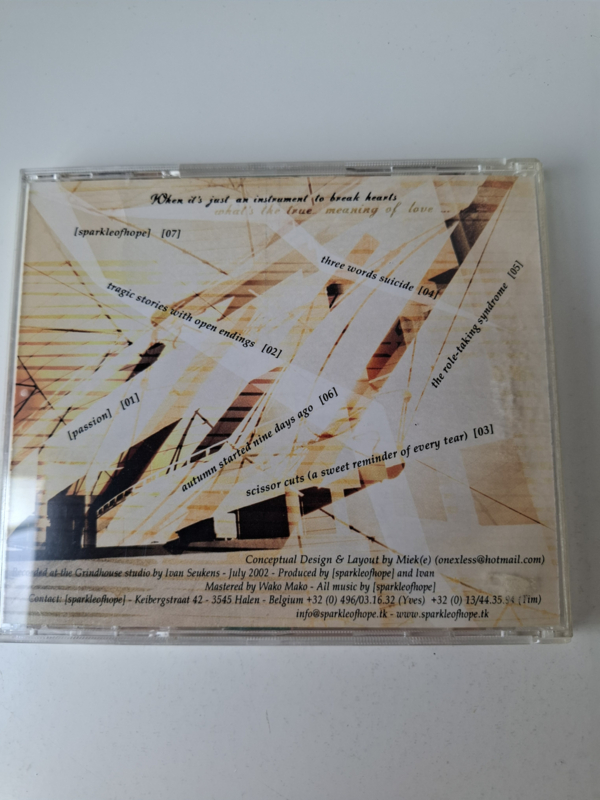 When it's just an instrument to break hearts
what's the true meaning of love ...
[sparkleofhope] [07]
three words suicide [04]
the role-taking syndrome [05]
tragic stories with open endings [02]
[passion] [01]
autumn started nine days ago [06]
scissor cuts (a sweet reminder of every tear) [03]
Conceptual Design & Layout by Miek(e) (onexless@hotmail.com)
Recorded at the Grindhouse studio by Ivan Seukens - July 2002 - Produced by [sparkleofhope] and Ivan
Mastered by Wako Mako - All music by [sparkleofhope]
Contact: [sparkleofhope] - Keibergstraat 42 - 3545 Halen - Belgium +32 (0) 496/03.16.32 (Yves) +32 (0) 13/44.35.94 (Tim)
info@sparkleofhope.tk - www.sparkleofhope.tk